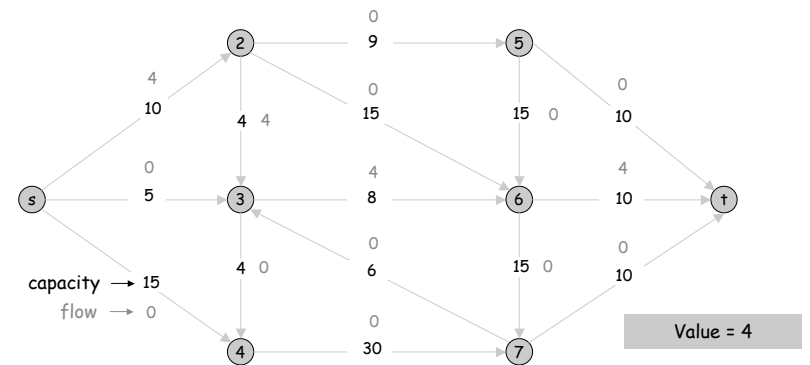 0
2 9 5
4 0 0
10 15 10
4 4 15 0
0 4 4
s 5 3 8 6 10 t
0 0
4 0 6 15 0 10
capacity 15
flow 0 0
4 30 7
Value = 4